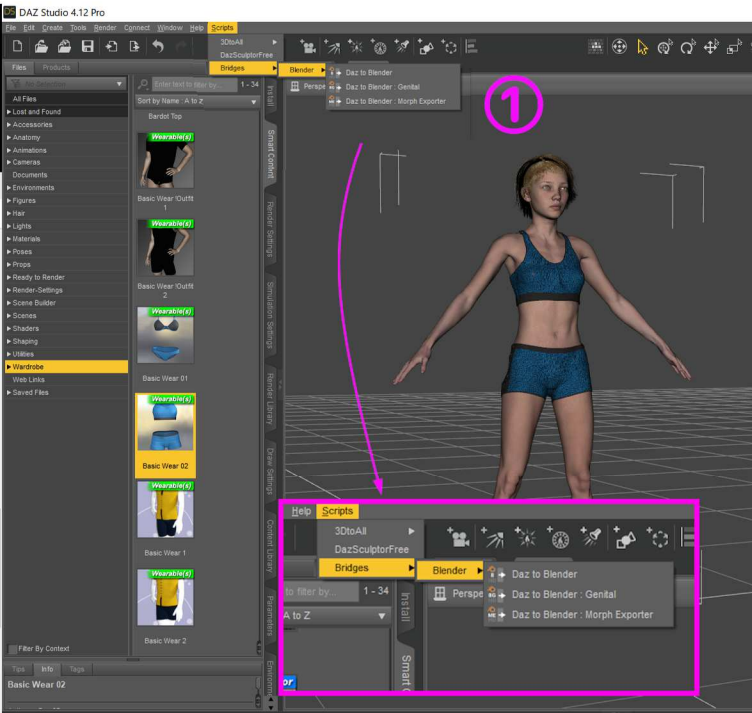 DAZ Studio 4.12 Pro
File Edit Create Tools Render Connect Window Help Scripts
3DtoAll
DazSculptorFree
Bridges
Blender
Daz to Blender
Daz to Blender : Genital
Daz to Blender : Morph Exporter
Files Products
Enter text to filter by...
1 - 34
Sort by Name : A to Z
Perspe
1
All Files
Lost and Found
Accessories
Anatomy
Animations
Cameras
Documents
Environments
Figures
Hair
Lights
Materials
Poses
Props
Ready to Render
Render-Settings
Scene Builder
Scenes
Shaders
Shaping
Utilities
Wardrobe
Web Links
Saved Files
Filter By Context
Bardot Top
Wearable(s)
Basic Wear !Outfit
1
Wearable(s)
Basic Wear !Outfit
2
Wearable(s)
Basic Wear 01
Wearable(s)
Basic Wear 02
Wearable(s)
Basic Wear 1
Wearable(s)
Basic Wear 2
Install
Smart Content
Render Settings
Simulation Settings
Render Library
Draw Settings
Content Library
Parameters
Environm
Tips Info Tags
Basic Wear 02
Help Scripts
3DtoAll
DazSculptorFree
Bridges
Blender
Daz to Blender
Daz to Blender : Genital
Daz to Blender : Morph Exporter
to filter by...
1 - 34
A to Z
Perspe
Install
Smart C
or